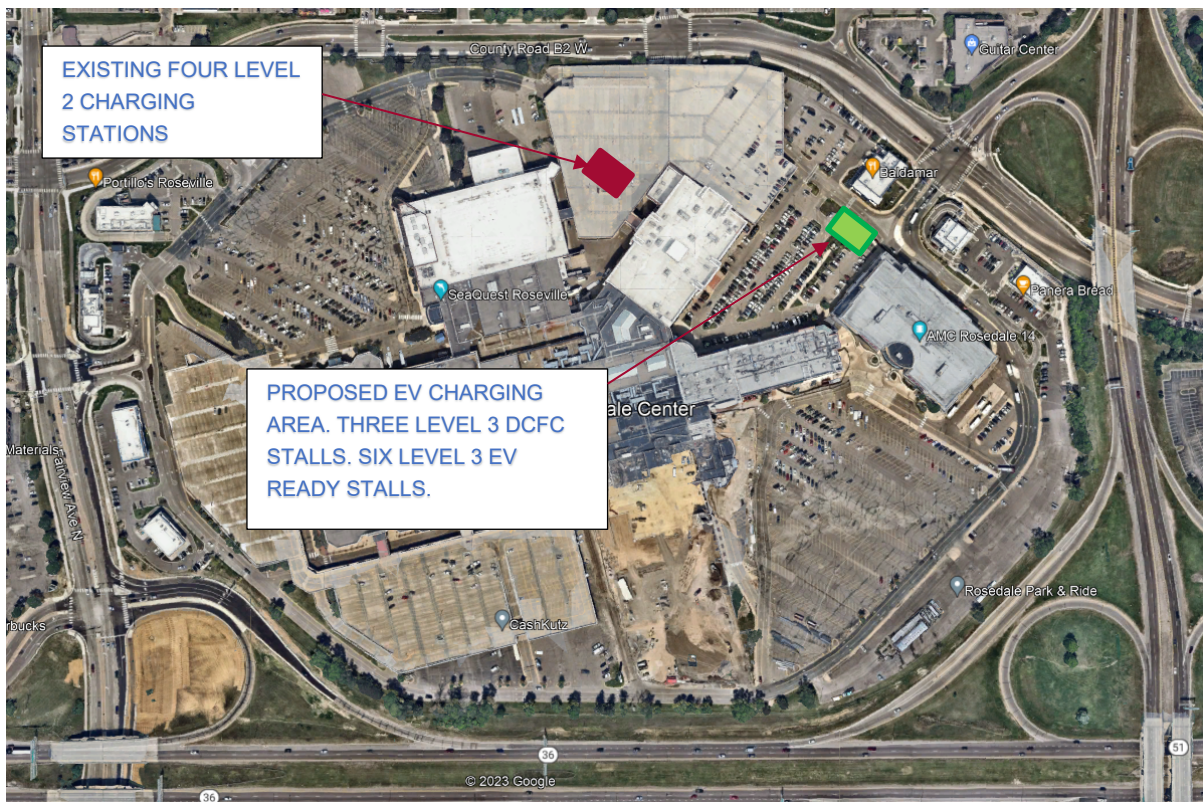 County Road B2 W
Guitar Center
EXISTING FOUR LEVEL
2 CHARGING
STATIONS
Portillo's Roseville
Baldamar
SeaQuest Roseville
Panera Bread
AMC Rosedale 14
PROPOSED EV CHARGING
AREA. THREE LEVEL 3 DCFC
STALLS. SIX LEVEL 3 EV
READY STALLS.
dale Center
Materials
Fairview Ave N
Rosedale Park & Ride
rbucks
CashKutz
36
51
© 2023 Google
36